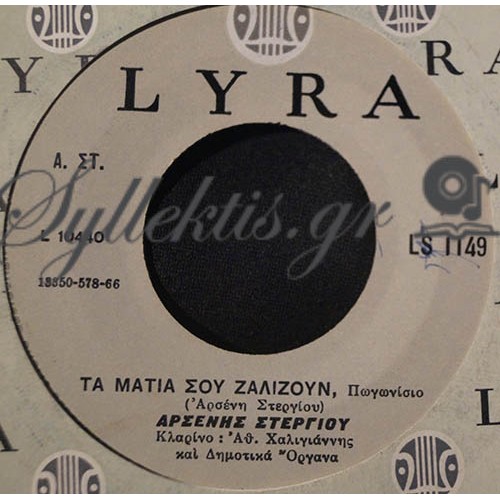 LYRA
Α. ΣΤ.
Syllektis.gr
L 10440
LS 1149
13350-578-66
ΤΑ ΜΑΤΙΑ ΣΟΥ ΖΑΛΙΖΟΥΝ, Πωγωνίσιο
(Ἀρσένη Στεργίου)
ΑΡΣΕΝΗΣ ΣΤΕΡΓΙΟΥ
Κλαρίνο : Ἀθ. Χαλιγιάννης
καὶ Δημοτικὰ Ὄργανα